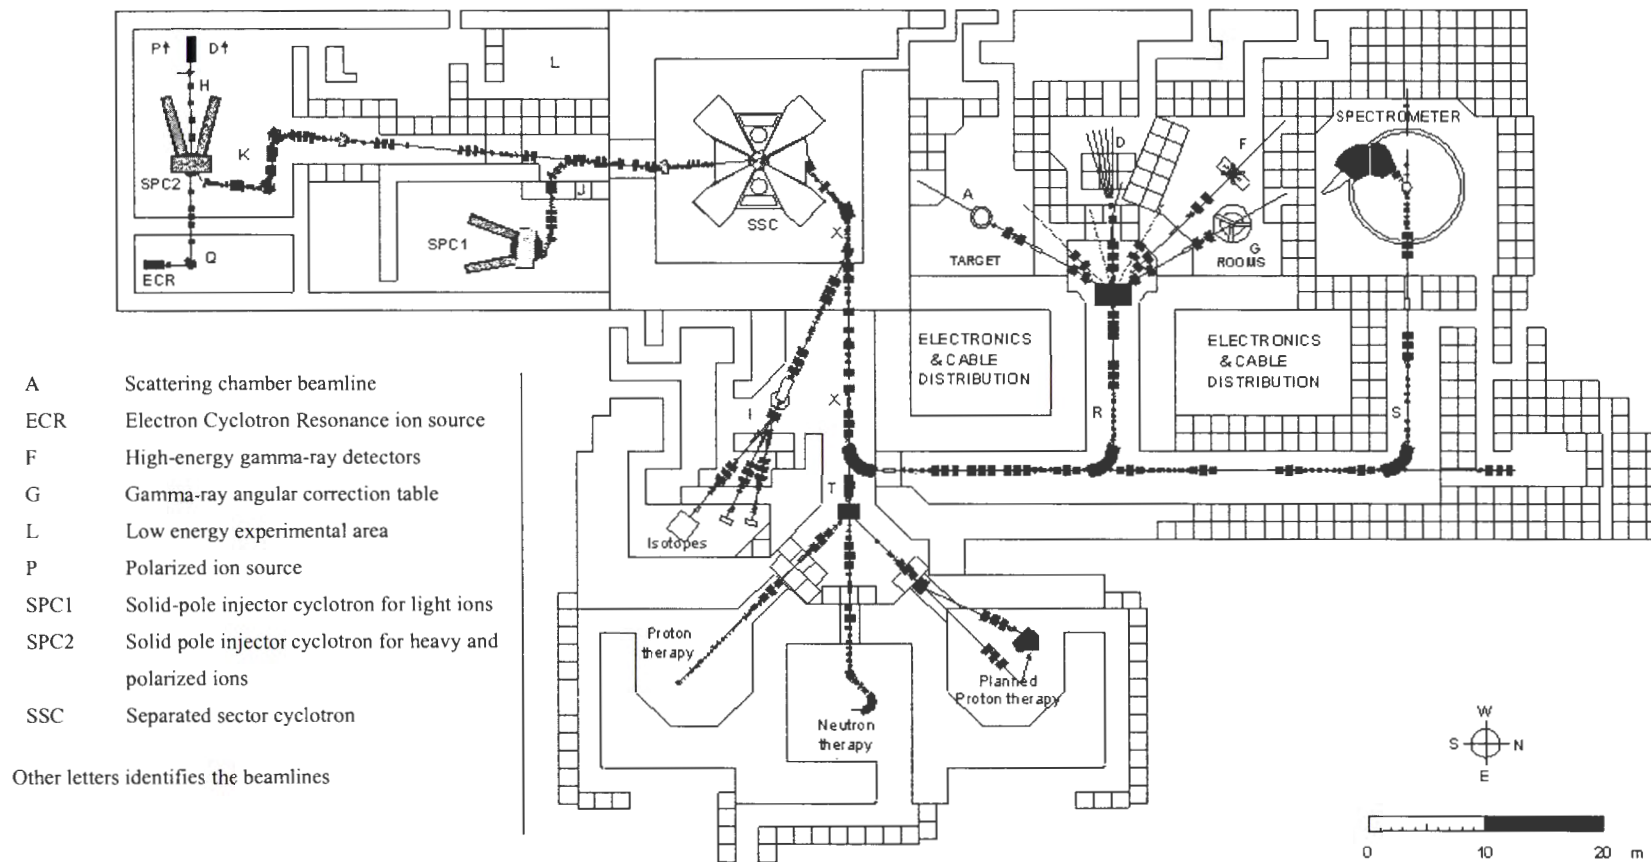 P↑ D↑
H
L
K
SPC2
Q
ECR
J
SPC1
SSC
X
A
D
F
G
TARGET
ROOMS
SPECTROMETER
ELECTRONICS
& CABLE
DISTRIBUTION
ELECTRONICS
& CABLE
DISTRIBUTION
I
X
R
S
T
Isotopes
Proton
therapy
Neutron
therapy
Planned
Proton therapy
A Scattering chamber beamline
ECR Electron Cyclotron Resonance ion source
F High-energy gamma-ray detectors
G Gamma-ray angular correction table
L Low energy experimental area
P Polarized ion source
SPC1 Solid-pole injector cyclotron for light ions
SPC2 Solid pole injector cyclotron for heavy and
polarized ions
SSC Separated sector cyclotron
Other letters identifies the beamlines
W
S N
E
0 10 20 m